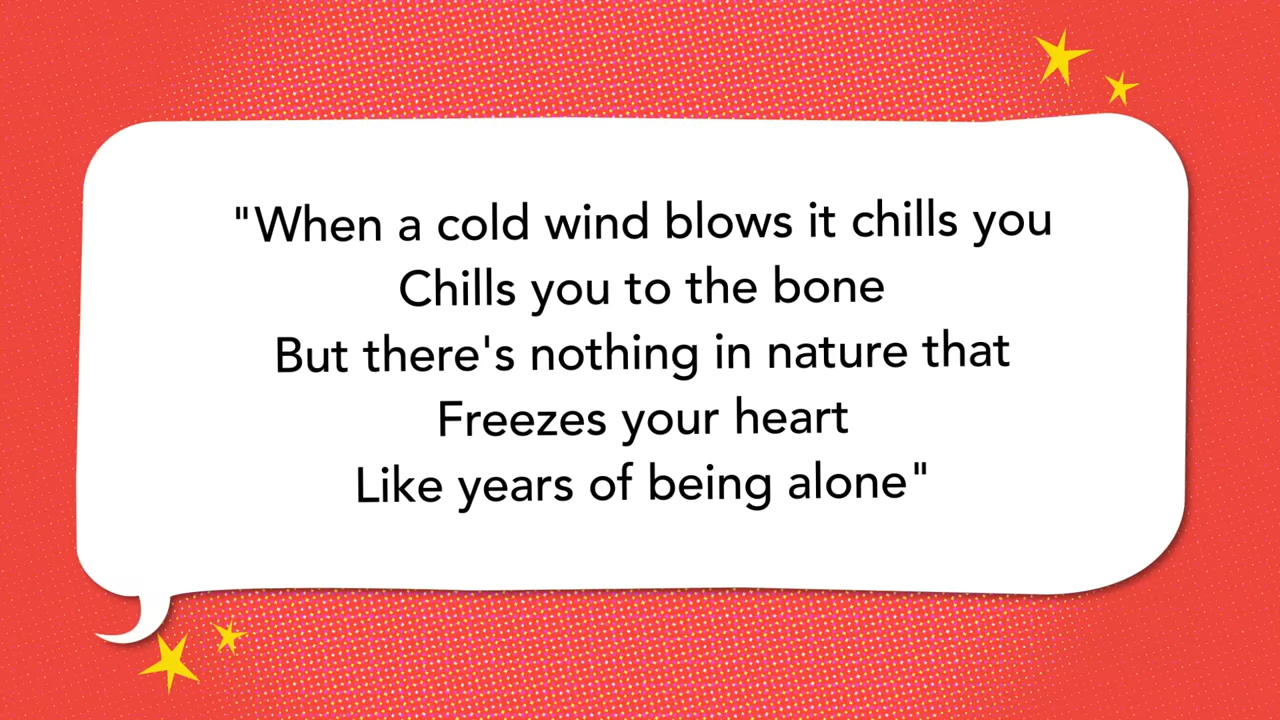 "When a cold wind blows it chills you
Chills you to the bone
But there's nothing in nature that
Freezes your heart
Like years of being alone"